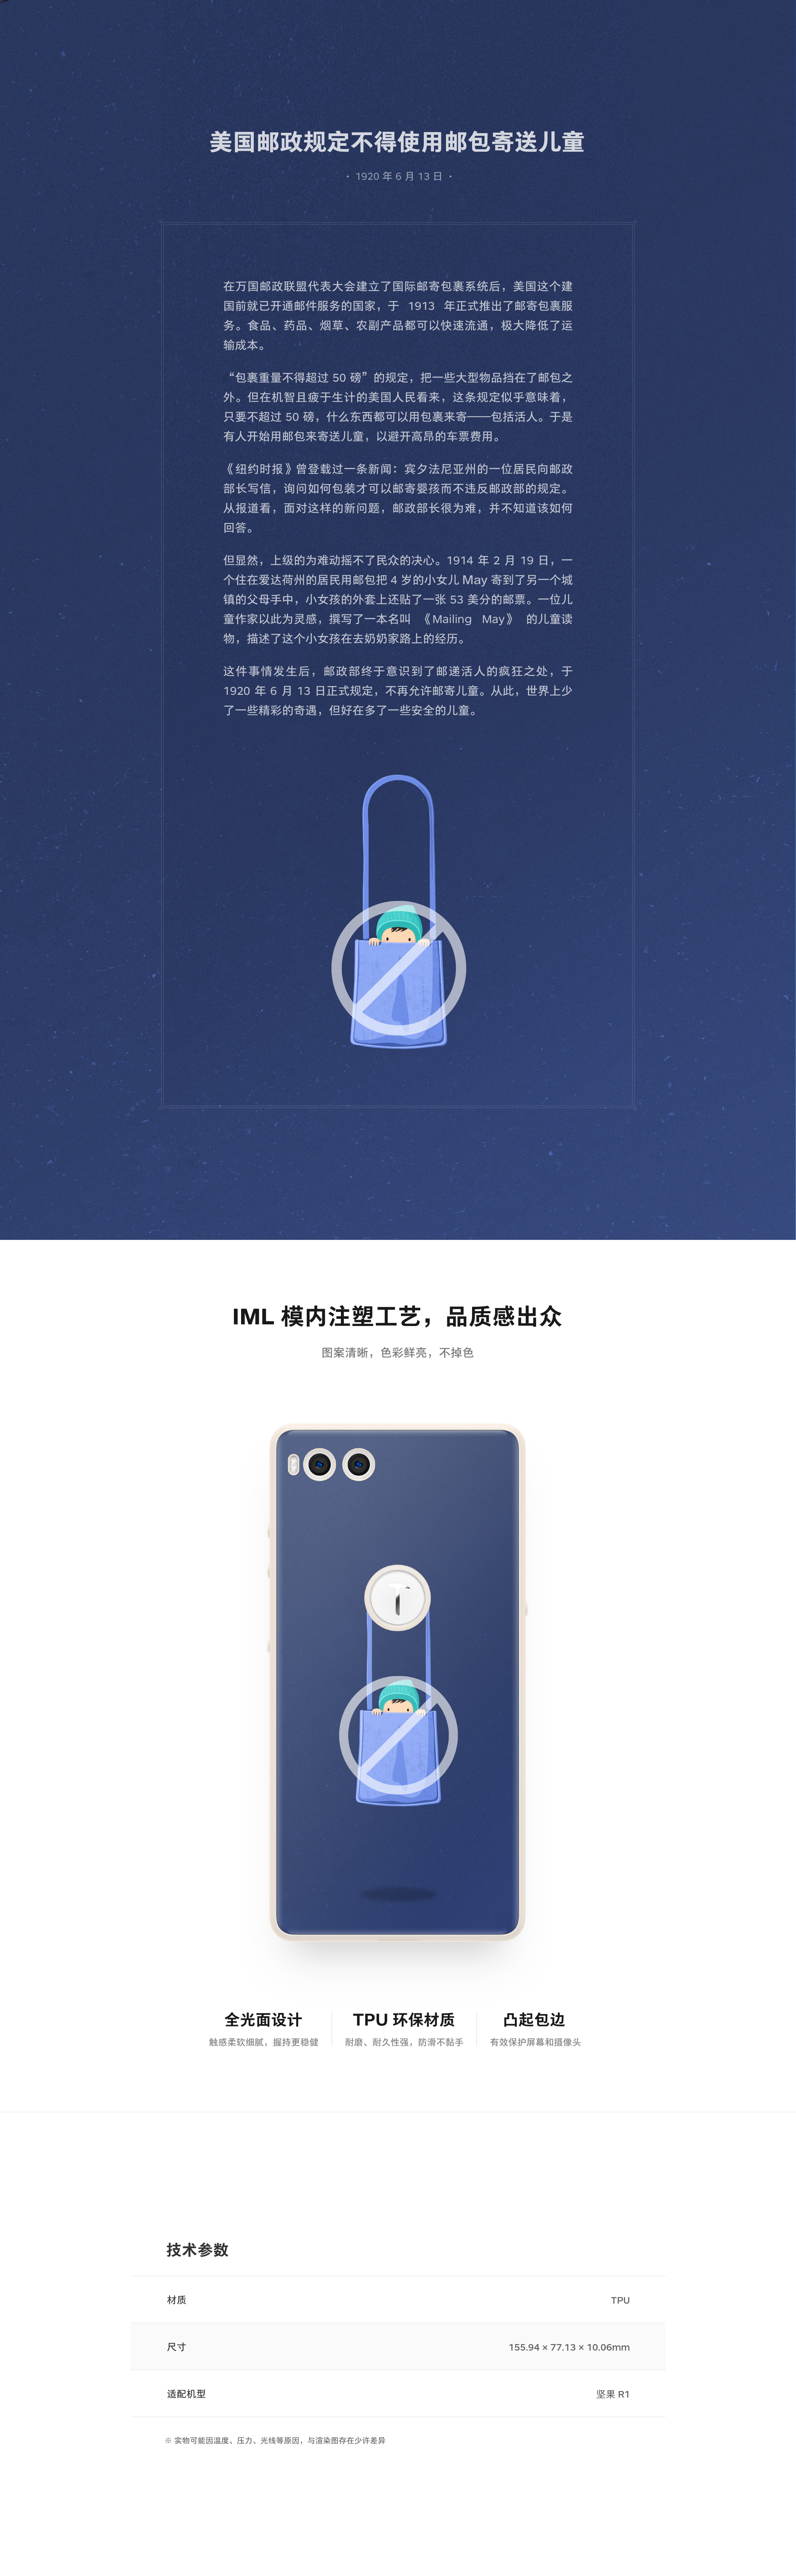 美国邮政规定不得使用邮包寄送儿童
· 1920 年 6 月 13 日 ·
在万国邮政联盟代表大会建立了国际邮寄包裹系统后，美国这个建
国前就已开通邮件服务的国家，于 1913 年正式推出了邮寄包裹服
务。食品、药品、烟草、农副产品都可以快速流通，极大降低了运
输成本。
“包裹重量不得超过 50 磅”的规定，把一些大型物品挡在了邮包之
外。但在机智且疲于生计的美国人民看来，这条规定似乎意味着，
只要不超过 50 磅，什么东西都可以用包裹来寄——包括活人。于是
有人开始用邮包来寄送儿童，以避开高昂的车票费用。
《纽约时报》曾登载过一条新闻：宾夕法尼亚州的一位居民向邮政
部长写信，询问如何包装才可以邮寄婴孩而不违反邮政部的规定。
从报道看，面对这样的新问题，邮政部长很为难，并不知道该如何
回答。
但显然，上级的为难动摇不了民众的决心。1914 年 2 月 19 日，一
个住在爱达荷州的居民用邮包把 4 岁的小女儿 May 寄到了另一个城
镇的父母手中，小女孩的外套上还贴了一张 53 美分的邮票。一位儿
童作家以此为灵感，撰写了一本名叫 《Mailing May》 的儿童读
物，描述了这个小女孩在去奶奶家路上的经历。
这件事情发生后，邮政部终于意识到了邮递活人的疯狂之处，于
1920 年 6 月 13 日正式规定，不再允许邮寄儿童。从此，世界上少
了一些精彩的奇遇，但好在多了一些安全的儿童。
IML 模内注塑工艺，品质感出众
图案清晰，色彩鲜亮，不掉色
全光面设计
触感柔软细腻，握持更稳健
TPU 环保材质
耐磨、耐久性强，防滑不黏手
凸起包边
有效保护屏幕和摄像头
技术参数
材质 TPU
尺寸 155.94 × 77.13 × 10.06mm
适配机型 坚果 R1
※ 实物可能因温度、压力、光线等原因，与渲染图存在少许差异